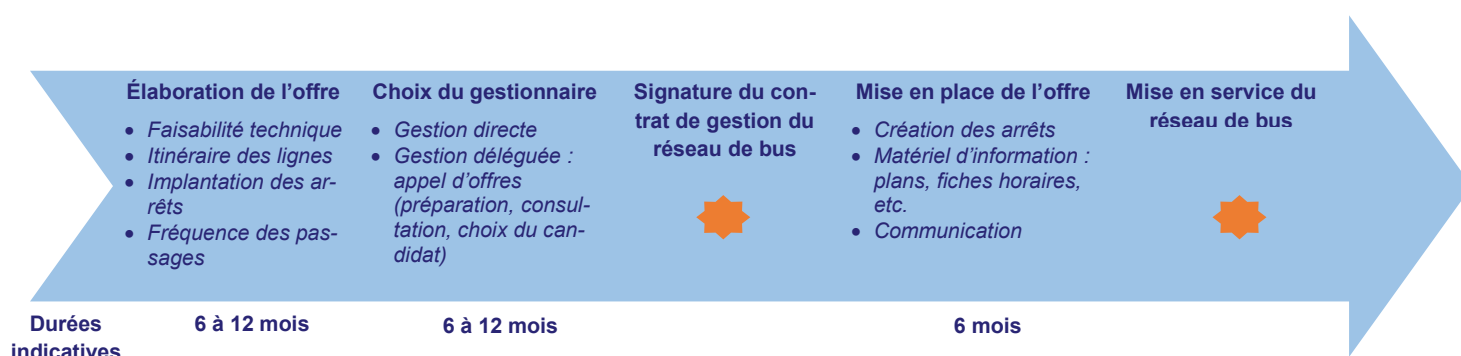 Élaboration de l'offre
• Faisabilité technique
• Itinéraire des lignes
• Implantation des ar-
rêts
• Fréquence des pas-
sages
Choix du gestionnaire
• Gestion directe
• Gestion déléguée :
appel d'offres
(préparation, consul-
tation, choix du can-
didat)
Signature du con-
trat de gestion du
réseau de bus
Mise en place de l'offre
• Création des arrêts
• Matériel d'information :
plans, fiches horaires,
etc.
• Communication
Mise en service du
réseau de bus
Durées
indicatives
6 à 12 mois
6 à 12 mois
6 mois